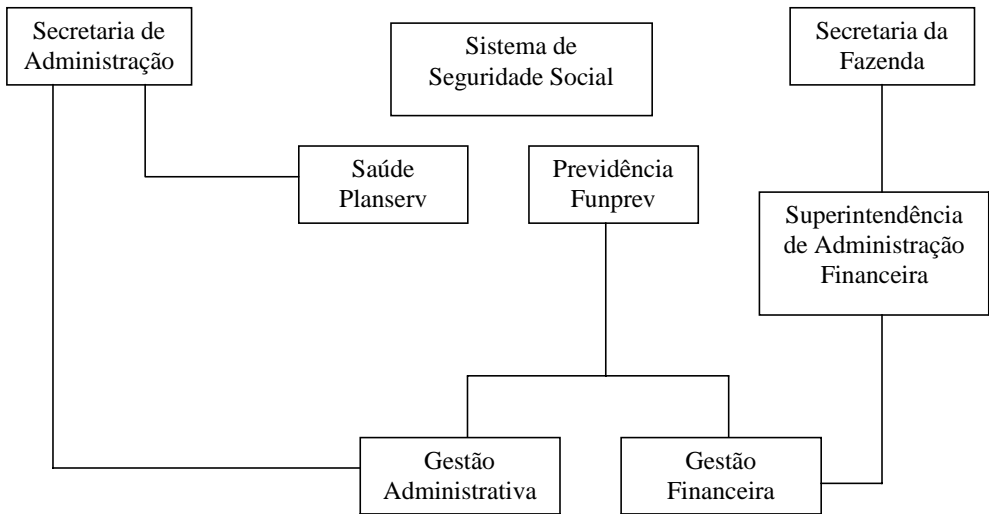 Secretaria de
Administração
Sistema de
Seguridade Social
Secretaria da
Fazenda
Saúde
Planserv
Previdência
Funprev
Superintendência
de Administração
Financeira
Gestão
Administrativa
Gestão
Financeira